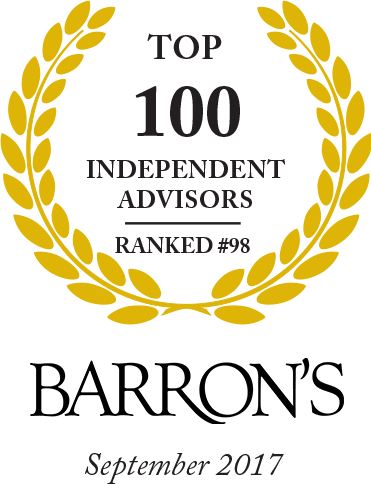 TOP
100
INDEPENDENT
ADVISORS
RANKED #98
BARRON'S
September 2017